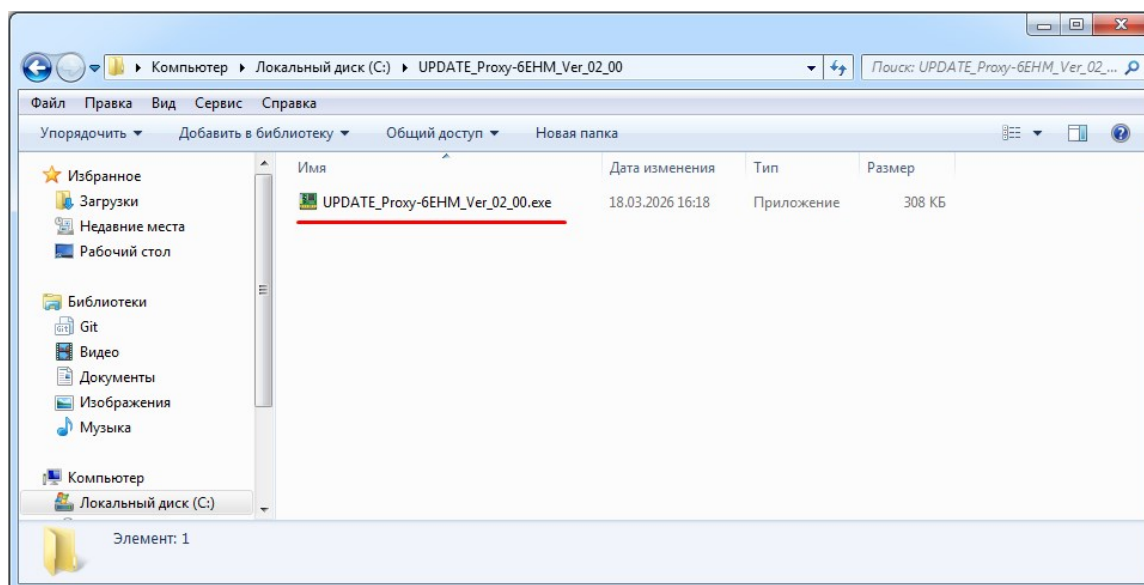 Компьютер ▸ Локальный диск (C:) ▸ UPDATE_Proxy-6EHM_Ver_02_00
Поиск: UPDATE_Proxy-6EHM_Ver_02_...
Файл Правка Вид Сервис Справка
Упорядочить Добавить в библиотеку Общий доступ Новая папка
Имя Дата изменения Тип Размер
UPDATE_Proxy-6EHM_Ver_02_00.exe 18.03.2026 16:18 Приложение 308 КБ
Избранное
Загрузки
Недавние места
Рабочий стол
Библиотеки
Git
Видео
Документы
Изображения
Музыка
Компьютер
Локальный диск (C:)
Элемент: 1